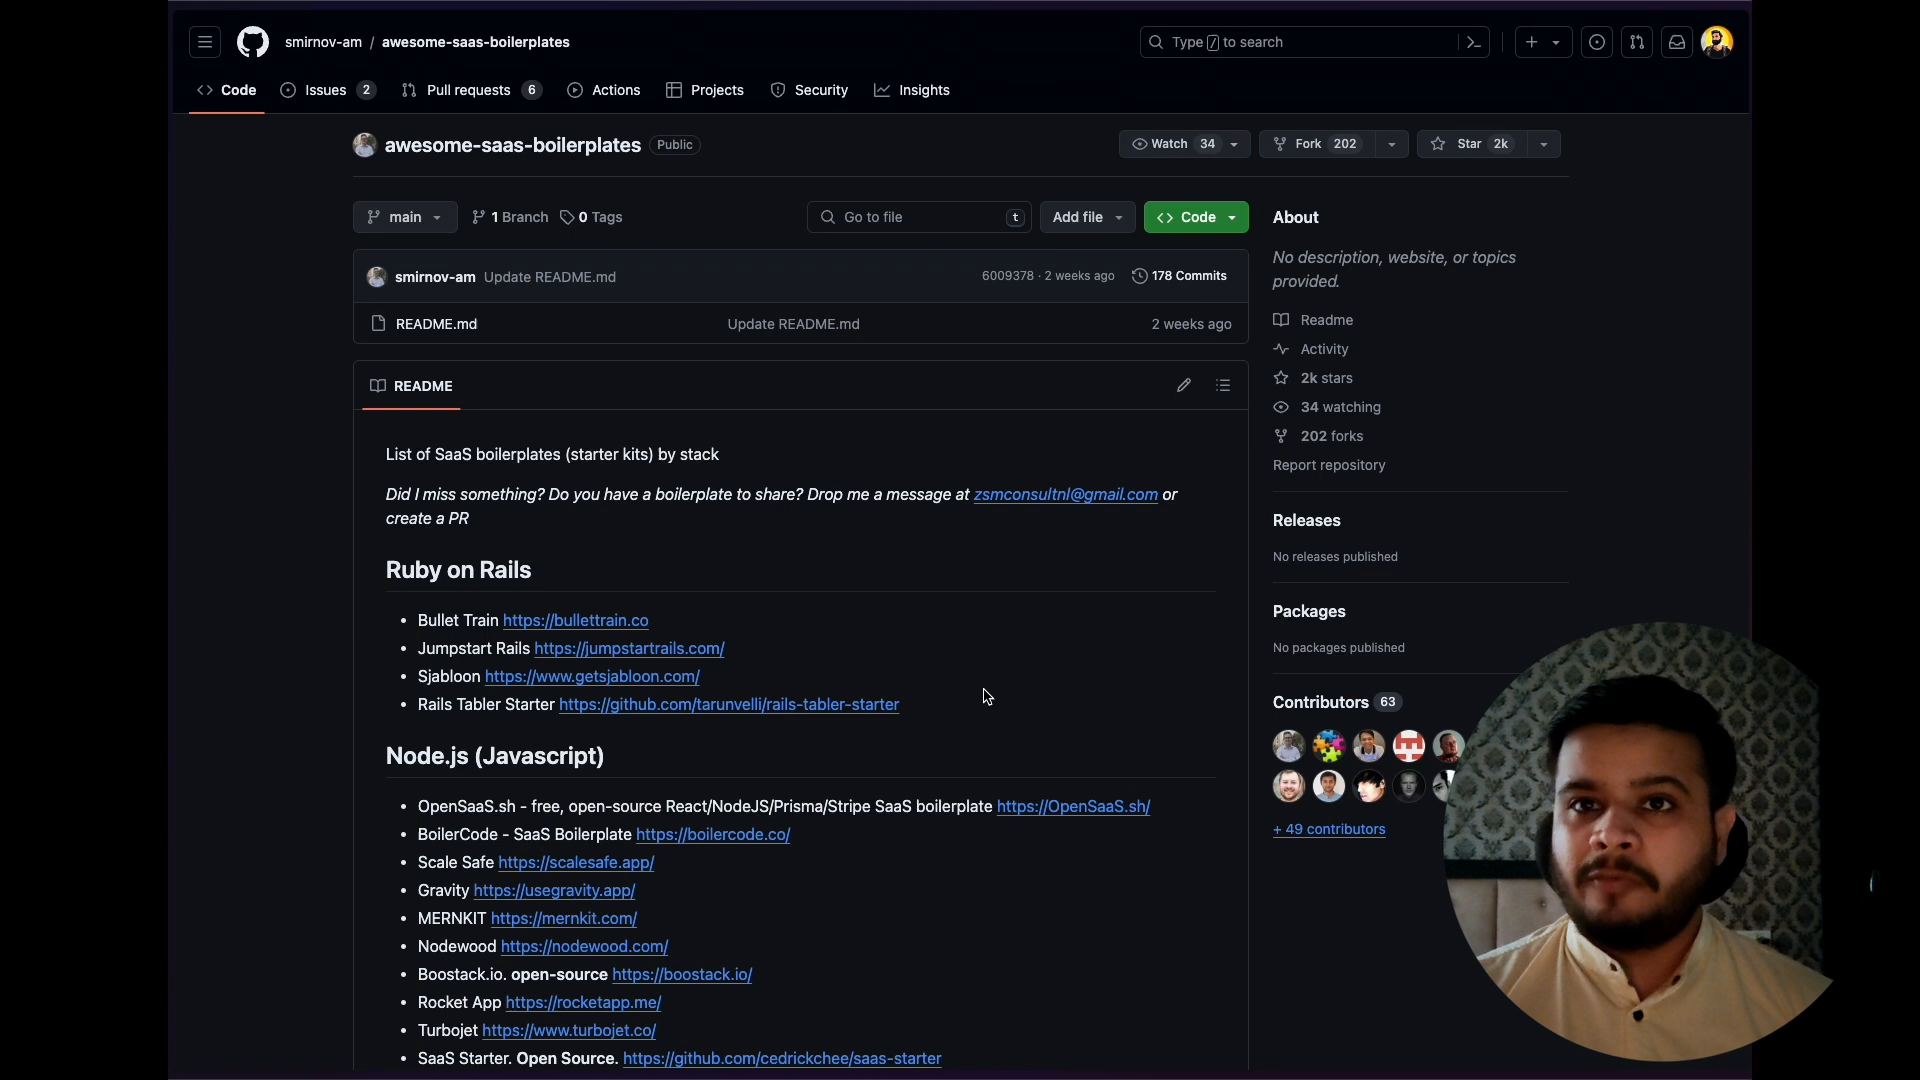 smirnov-am / awesome-saas-boilerplates
Type / to search
Code Issues 2 Pull requests 6 Actions Projects Security Insights
awesome-saas-boilerplates Public
Watch 34 Fork 202 Star 2k
main 1 Branch 0 Tags Go to file t Add file Code
smirnov-am Update README.md 6009378 · 2 weeks ago 178 Commits
README.md Update README.md 2 weeks ago
README
List of SaaS boilerplates (starter kits) by stack
Did I miss something? Do you have a boilerplate to share? Drop me a message at zsmconsultnl@gmail.com or
create a PR
Ruby on Rails
• Bullet Train https://bullettrain.co
• Jumpstart Rails https://jumpstartrails.com/
• Sjabloon https://www.getsjabloon.com/
• Rails Tabler Starter https://github.com/tarunvelli/rails-tabler-starter
Node.js (Javascript)
• OpenSaaS.sh - free, open-source React/NodeJS/Prisma/Stripe SaaS boilerplate https://OpenSaaS.sh/
• BoilerCode - SaaS Boilerplate https://boilercode.co/
• Scale Safe https://scalesafe.app/
• Gravity https://usegravity.app/
• MERNKIT https://mernkit.com/
• Nodewood https://nodewood.com/
• Boostack.io. open-source https://boostack.io/
• Rocket App https://rocketapp.me/
• Turbojet https://www.turbojet.co/
• SaaS Starter. Open Source. https://github.com/cedrickchee/saas-starter
About
No description, website, or topics
provided.
Readme
Activity
2k stars
34 watching
202 forks
Report repository
Releases
No releases published
Packages
No packages published
Contributors 63
+ 49 contributors